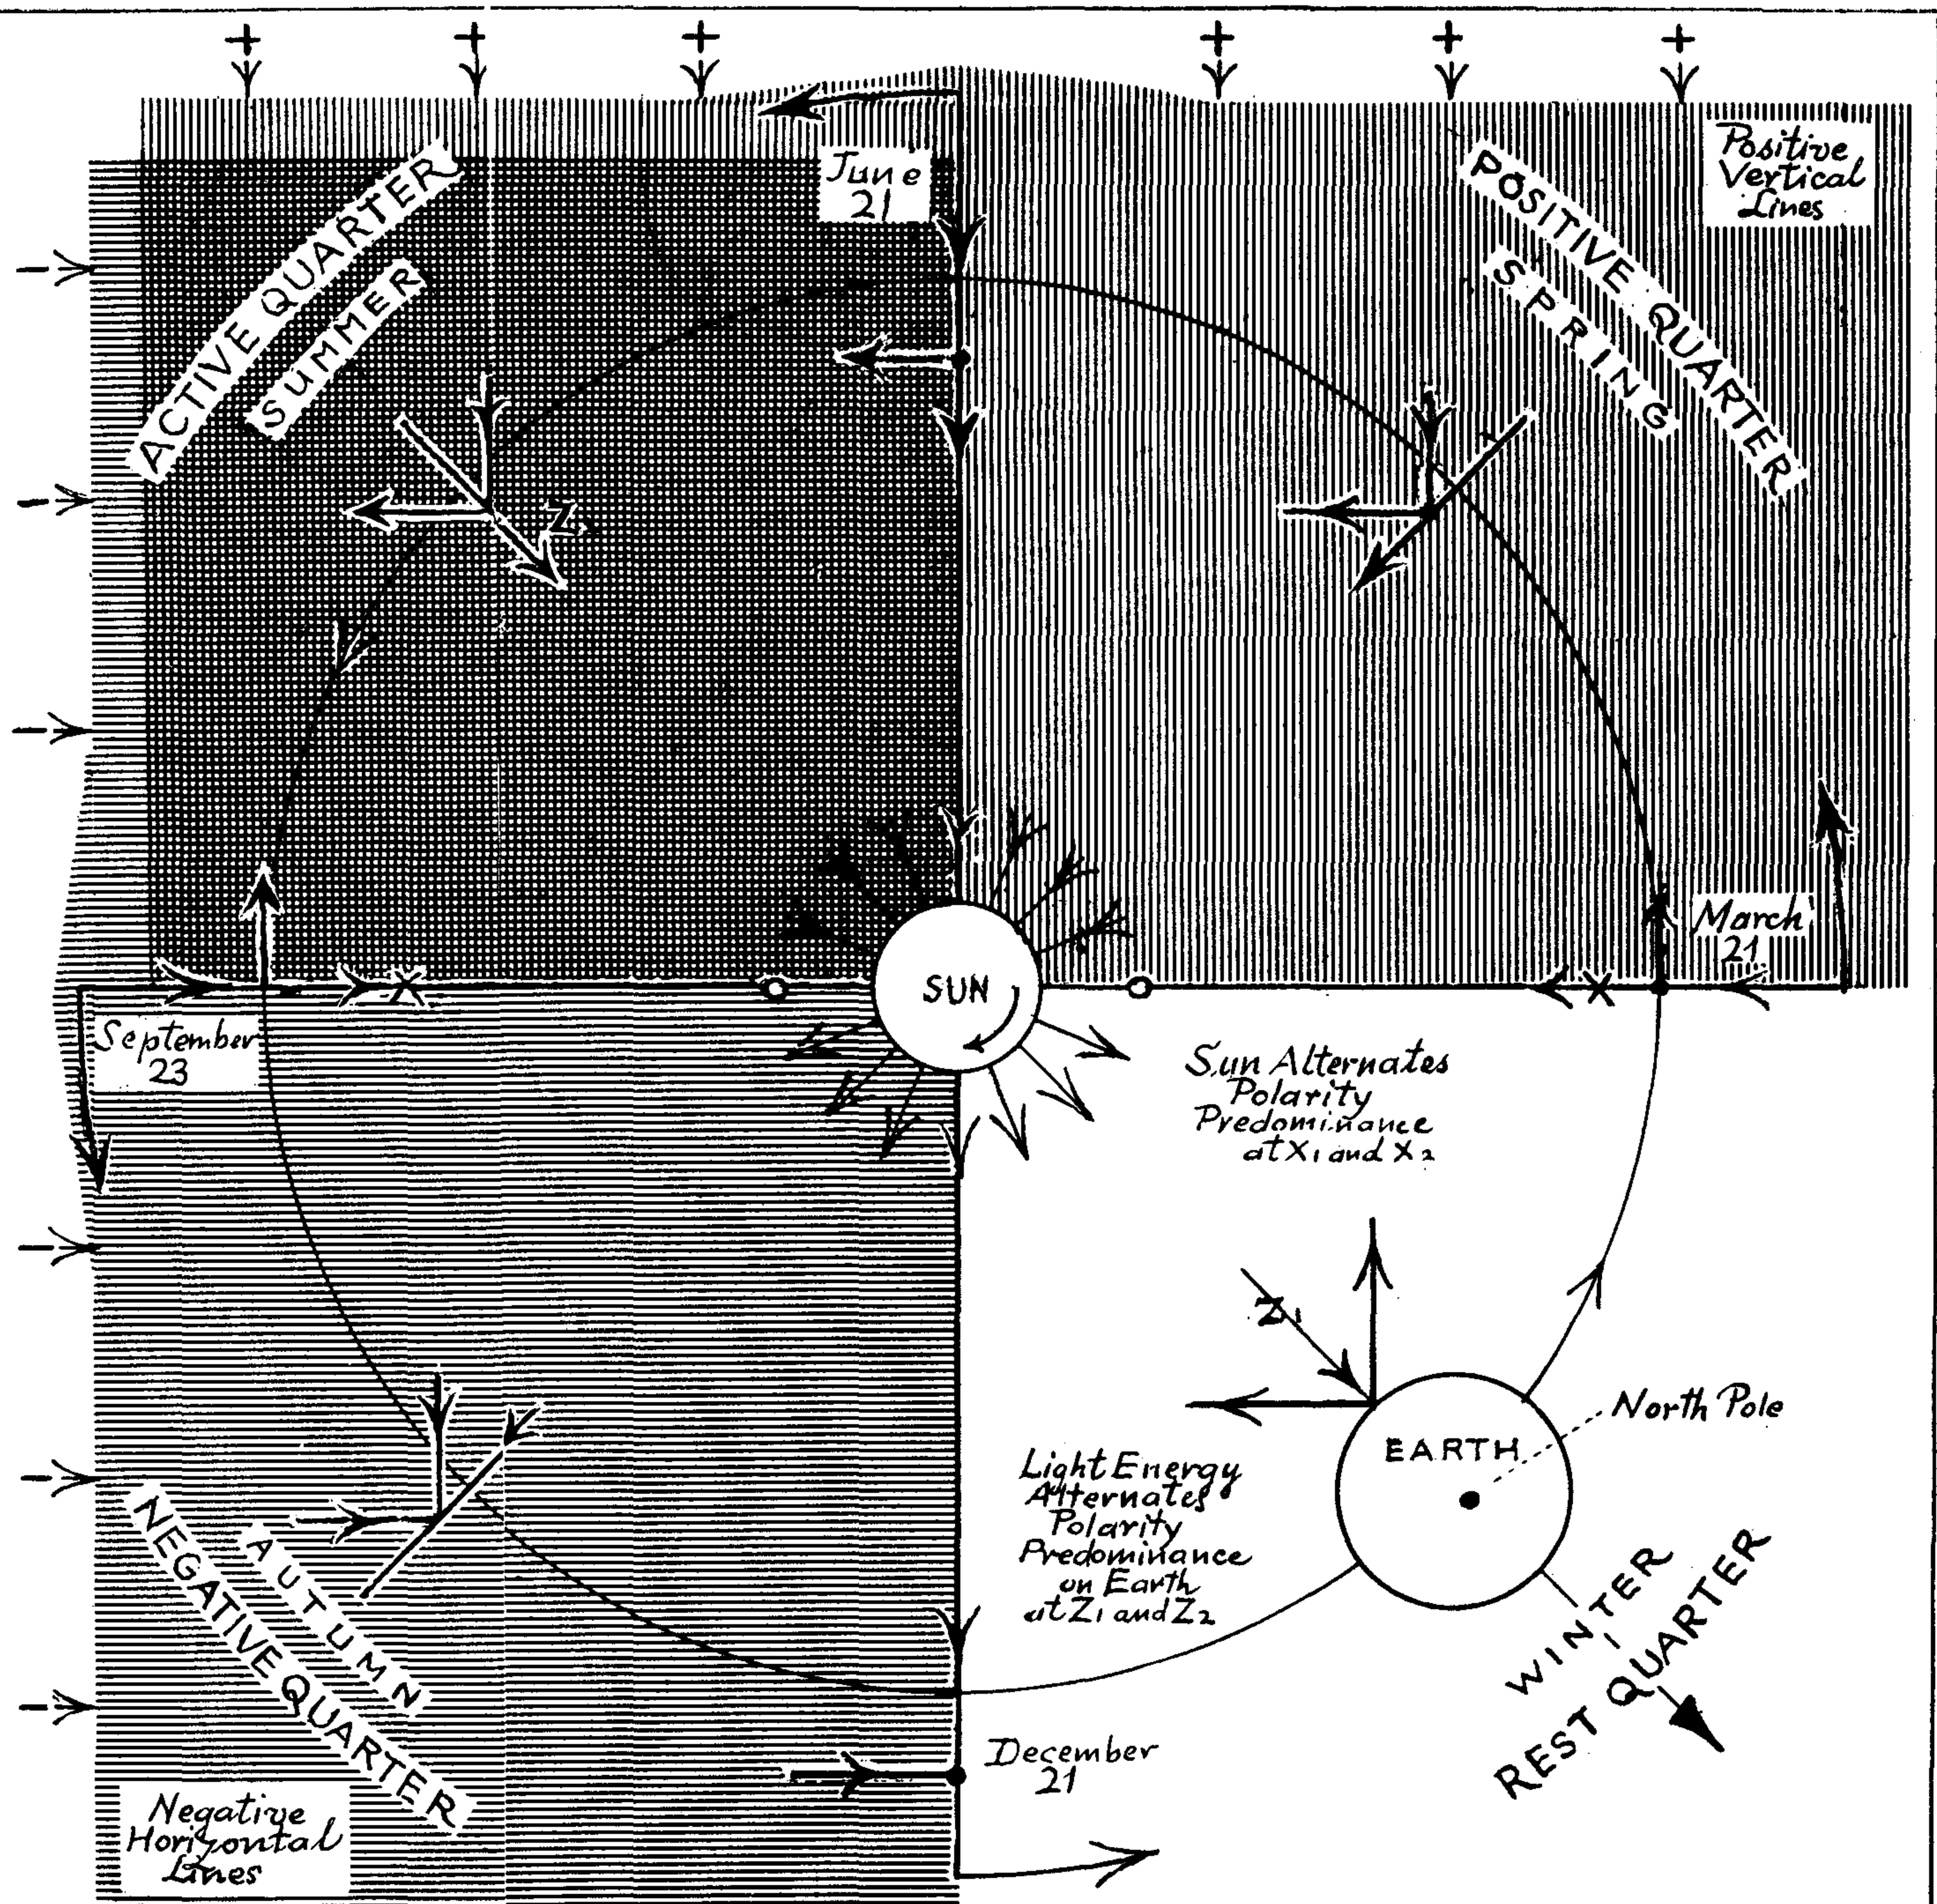 + + + + + +
June
21
Positive
Vertical
Lines
ACTIVE QUARTER
SUMMER
POSITIVE QUARTER
SPRING
Z
March
21
X
SUN
X
September
23
Sun Alternates
Polarity
Predominance
at X1 and X2
Z1
North Pole
EARTH
Light Energy
Alternates
Polarity
Predominance
on Earth
at Z1 and Z2
AUTUMN
NEGATIVE QUARTER
WINTER
REST QUARTER
December
21
Negative
Horizontal
Lines